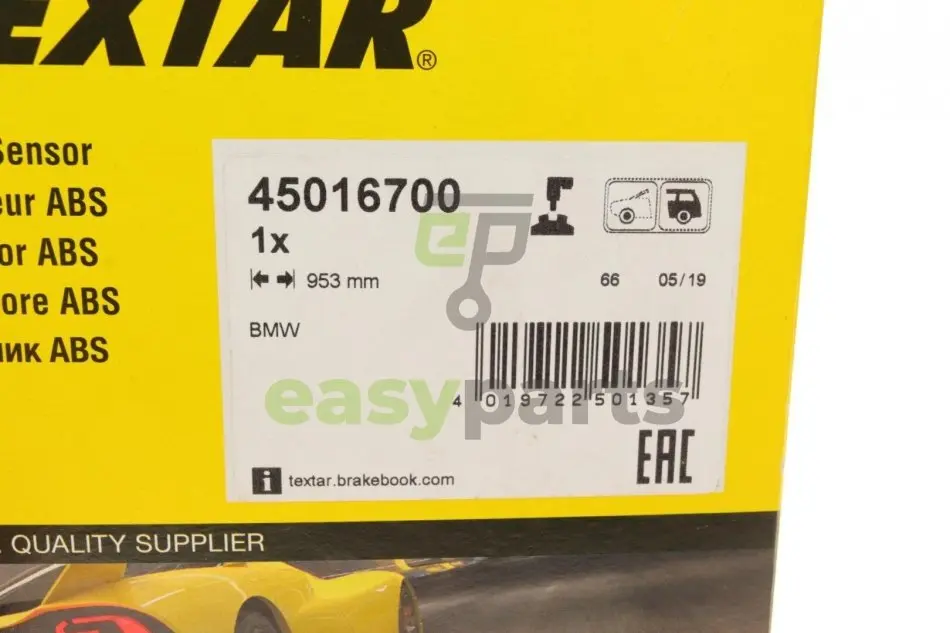 EXTAR®
Sensor
eur ABS
or ABS
ore ABS
ик ABS
45016700
1x
953 mm
66 05/19
BMW
4 019722 501357
EAC
i textar.brakebook.com
QUALITY SUPPLIER
ep
easyparts